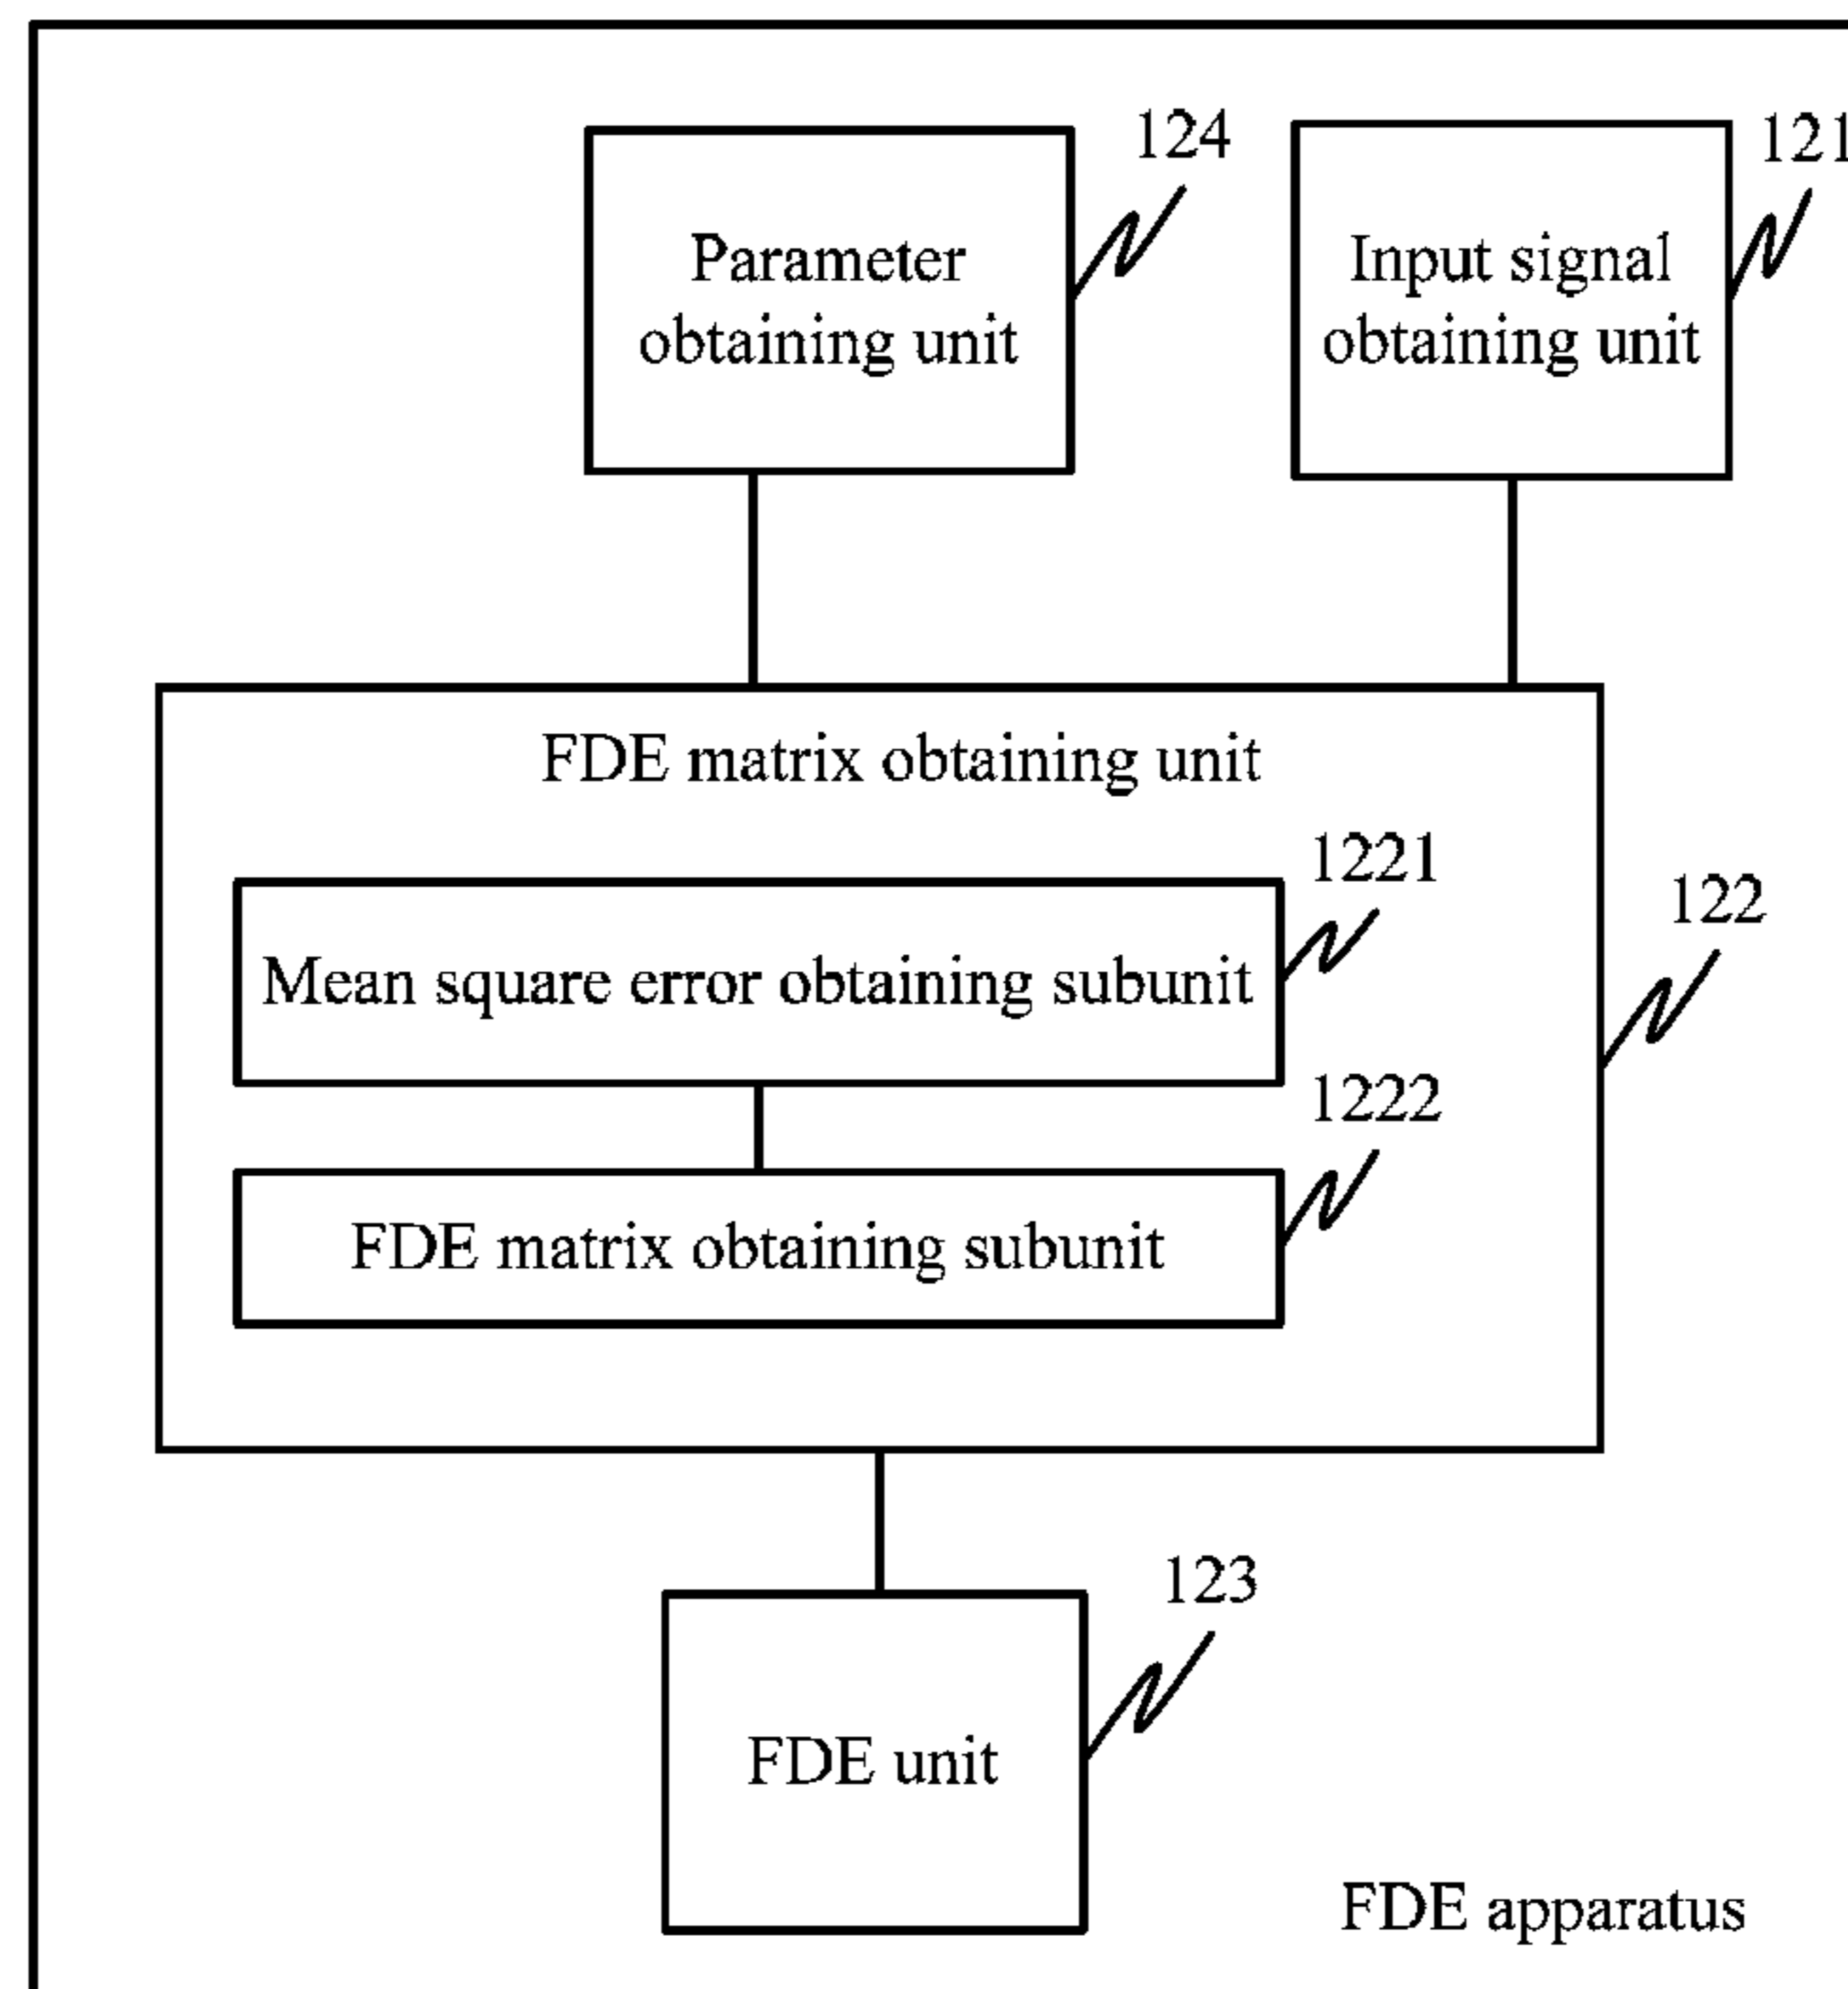 124
121
Parameter
obtaining unit
Input signal
obtaining unit
FDE matrix obtaining unit
1221
122
Mean square error obtaining subunit
1222
FDE matrix obtaining subunit
123
FDE unit
FDE apparatus